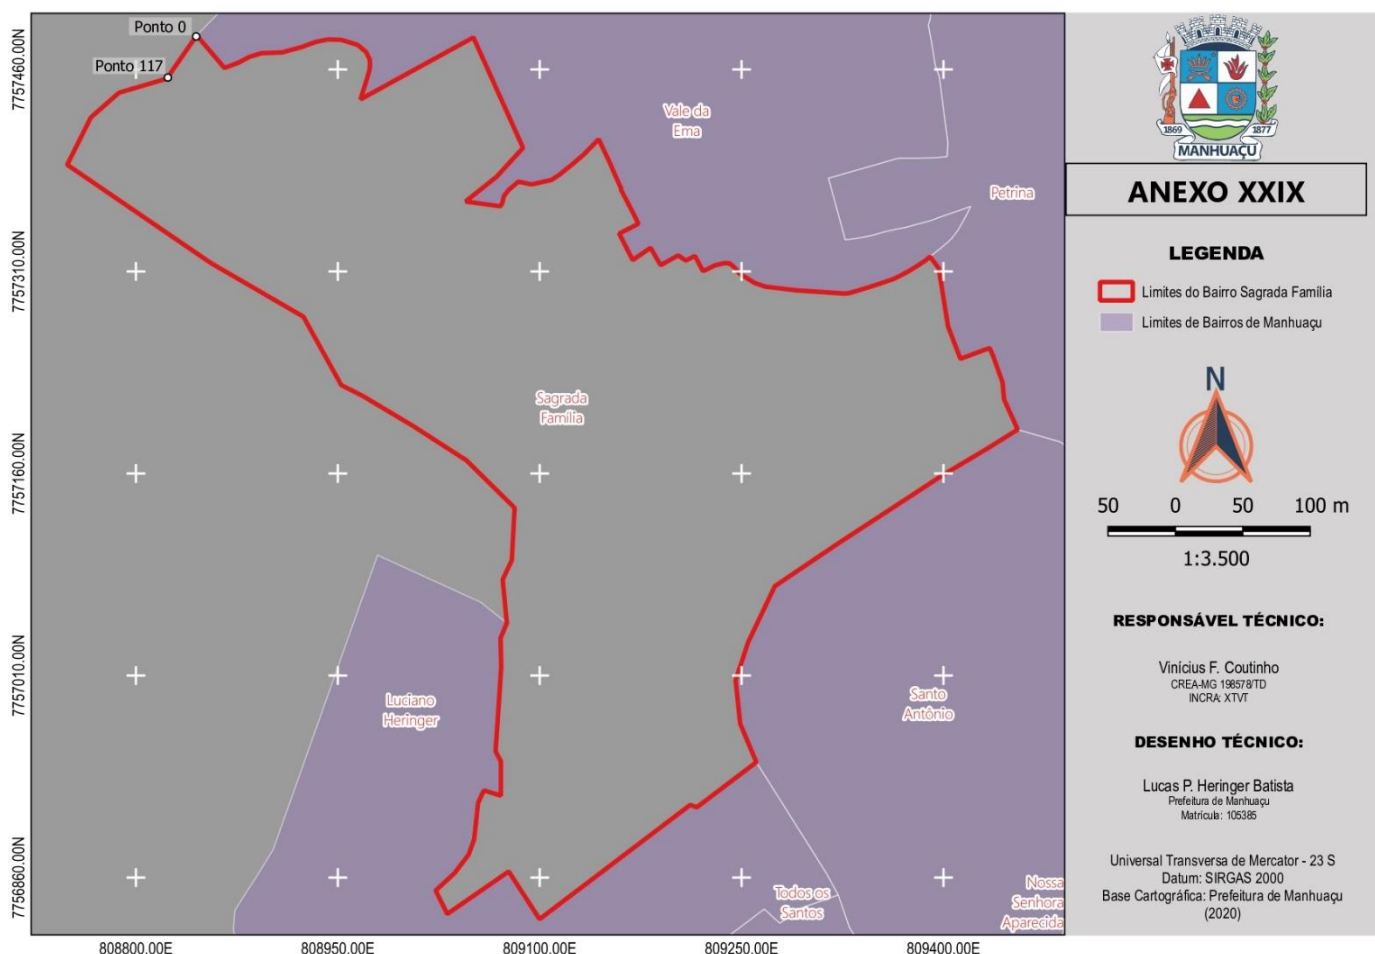 Ponto 0
Ponto 117
Vale da
Ema
Petrina
Sagrada
Família
Luciano
Heringer
Santo
Antônio
Todos os
Santos
Nossa
Senhora
Aparecida
7757460.00N
7757310.00N
7757160.00N
7757010.00N
7756860.00N
808800.00E
808950.00E
809100.00E
809250.00E
809400.00E
1869
1877
MANHUAÇU
ANEXO XXIX
LEGENDA
Limites do Bairro Sagrada Família
Limites de Bairros de Manhuaçu
N
50 0 50 100 m
1:3.500
RESPONSÁVEL TÉCNICO:
Vinícius F. Coutinho
CREA-MG 198578/TD
INCRA: XTVT
DESENHO TÉCNICO:
Lucas P. Heringer Batista
Prefeitura de Manhuaçu
Matrícula: 105385
Universal Transversa de Mercator - 23 S
Datum: SIRGAS 2000
Base Cartográfica: Prefeitura de Manhuaçu
(2020)